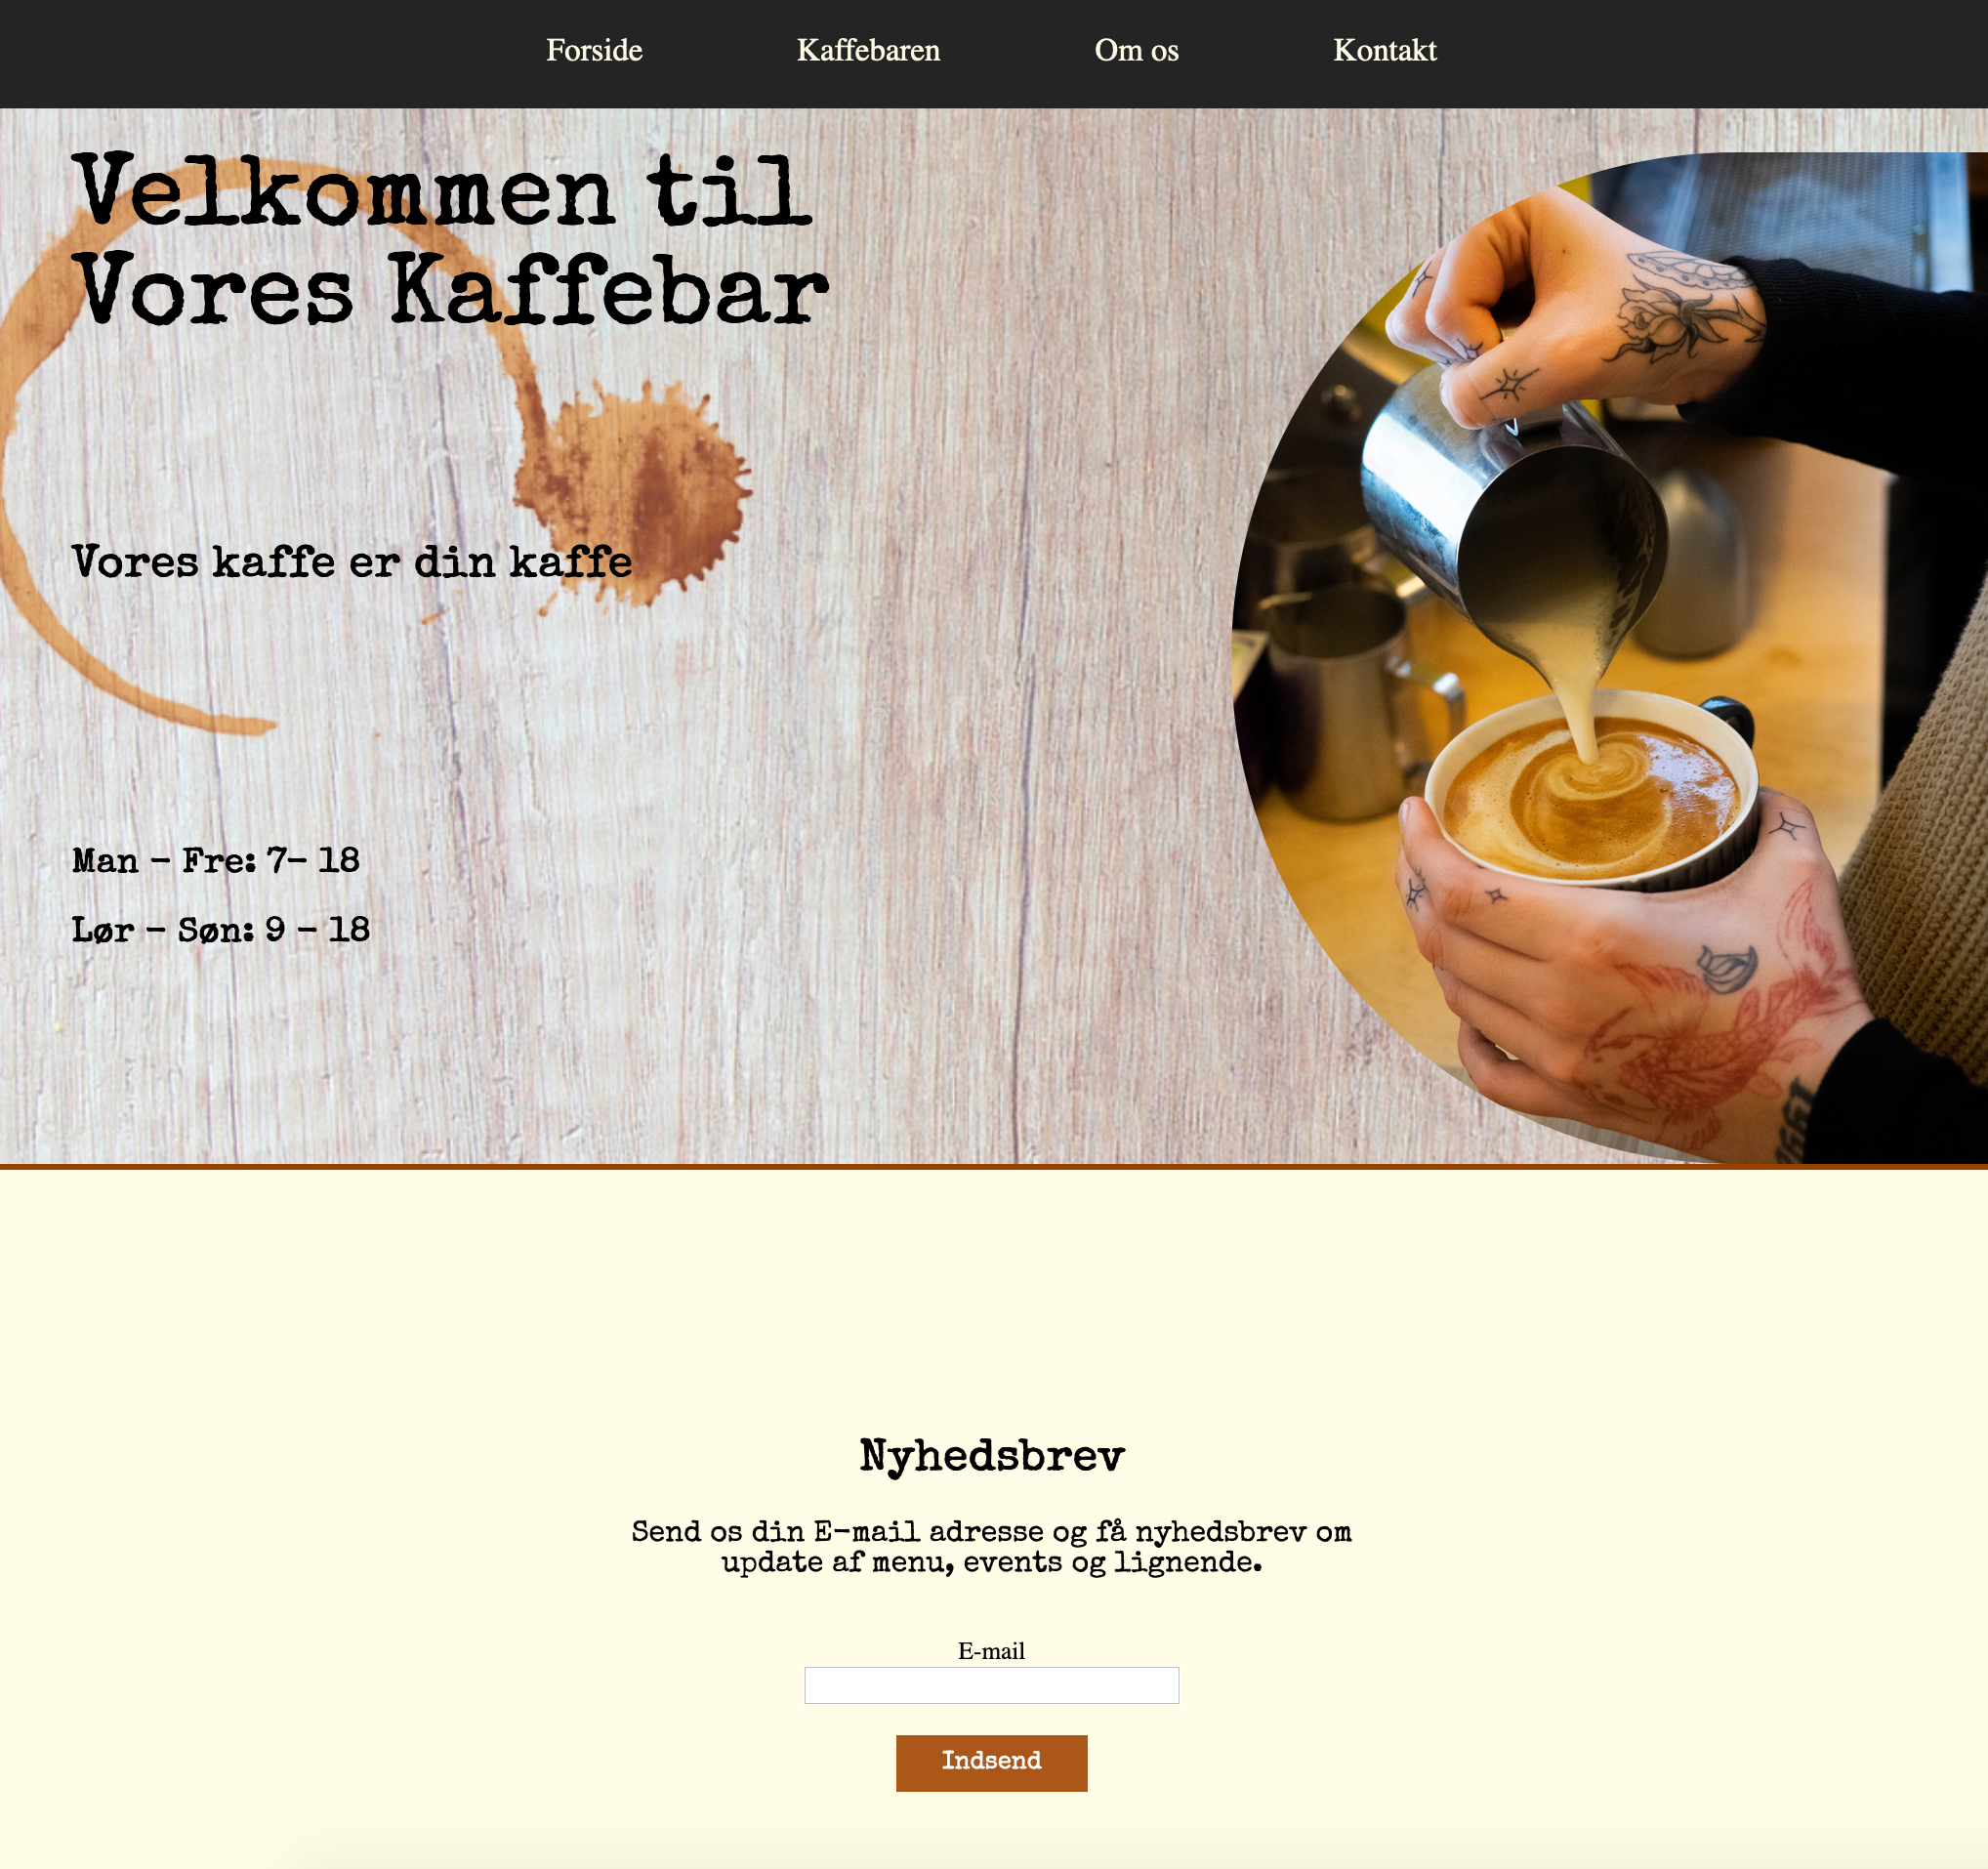 Forside Kaffebaren Om os Kontakt
Velkommen til
Vores Kaffebar
Vores kaffe er din kaffe
Man - Fre: 7- 18
Lør - Søn: 9 - 18
Nyhedsbrev
Send os din E-mail adresse og få nyhedsbrev om
update af menu, events og lignende.
E-mail
Indsend